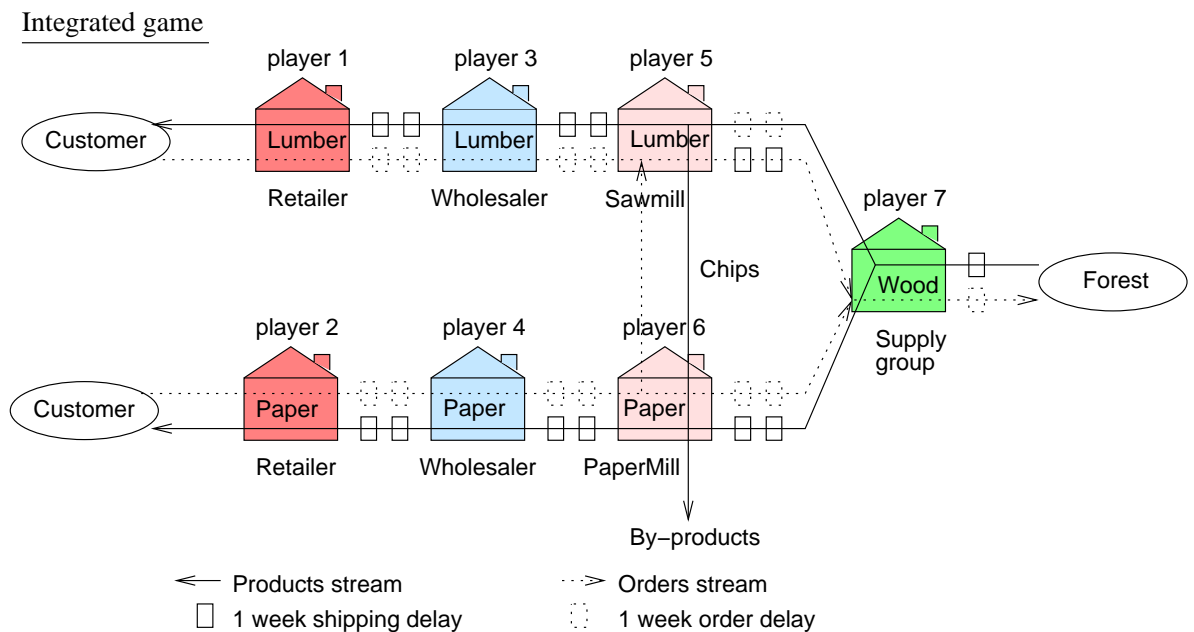 Integrated game
player 1
player 3
player 5
Customer
Lumber
Lumber
Lumber
Retailer
Wholesaler
Sawmill
player 7
Chips
Wood
Forest
Supply
group
player 2
player 4
player 6
Customer
Paper
Paper
Paper
Retailer
Wholesaler
PaperMill
By−products
Products stream
Orders stream
1 week shipping delay
1 week order delay